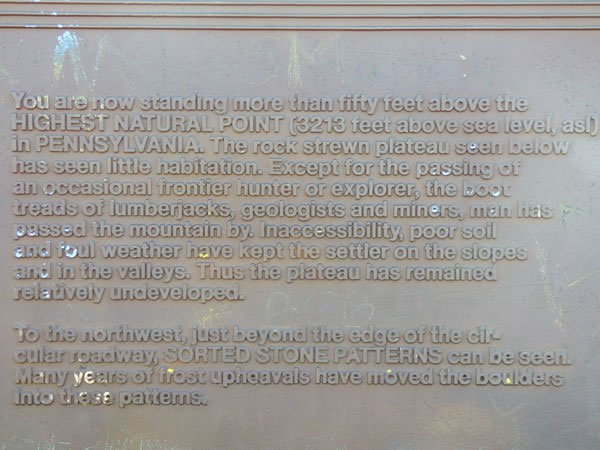 You are now standing more than fifty feet above the
HIGHEST NATURAL POINT (3213 feet above sea level, asl)
in PENNSYLVANIA. The rock strewn plateau seen below
has seen little habitation. Except for the passing of
an occasional frontier hunter or explorer, the boot
treads of lumberjacks, geologists and miners, man has
passed the mountain by. Inaccessibility, poor soil
and foul weather have kept the settler on the slopes
and in the valleys. Thus the plateau has remained
relatively undeveloped.
To the northwest, just beyond the edge of the cir-
cular roadway, SORTED STONE PATTERNS can be seen.
Many years of frost upheavals have moved the boulders
into these patterns.